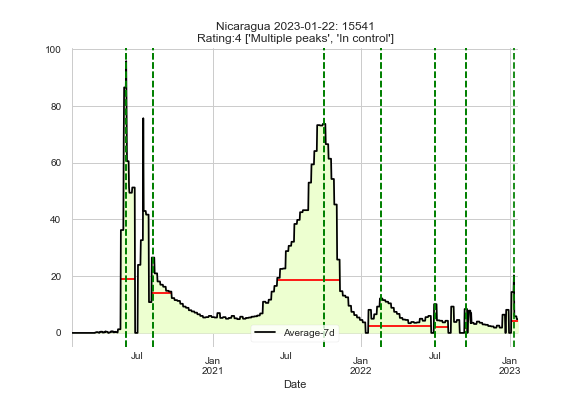 Nicaragua 2023-01-22: 15541
Rating:4 ['Multiple peaks', 'In control']
100
80
60
40
20
0
Average-7d
Jul
Jan
2021
Jul
Jan
2022
Jul
Jan
2023
Date